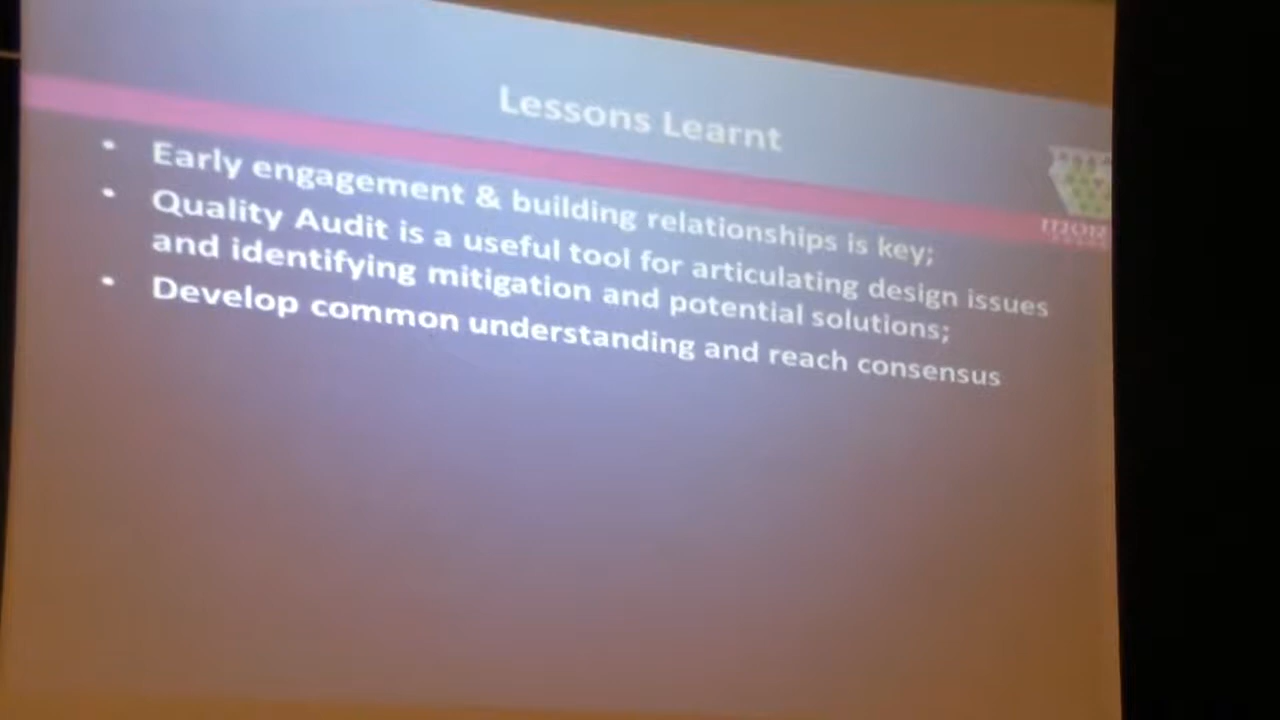 Lessons Learnt
• Early engagement & building relationships is key;
• Quality Audit is a useful tool for articulating design issues
and identifying mitigation and potential solutions;
• Develop common understanding and reach consensus